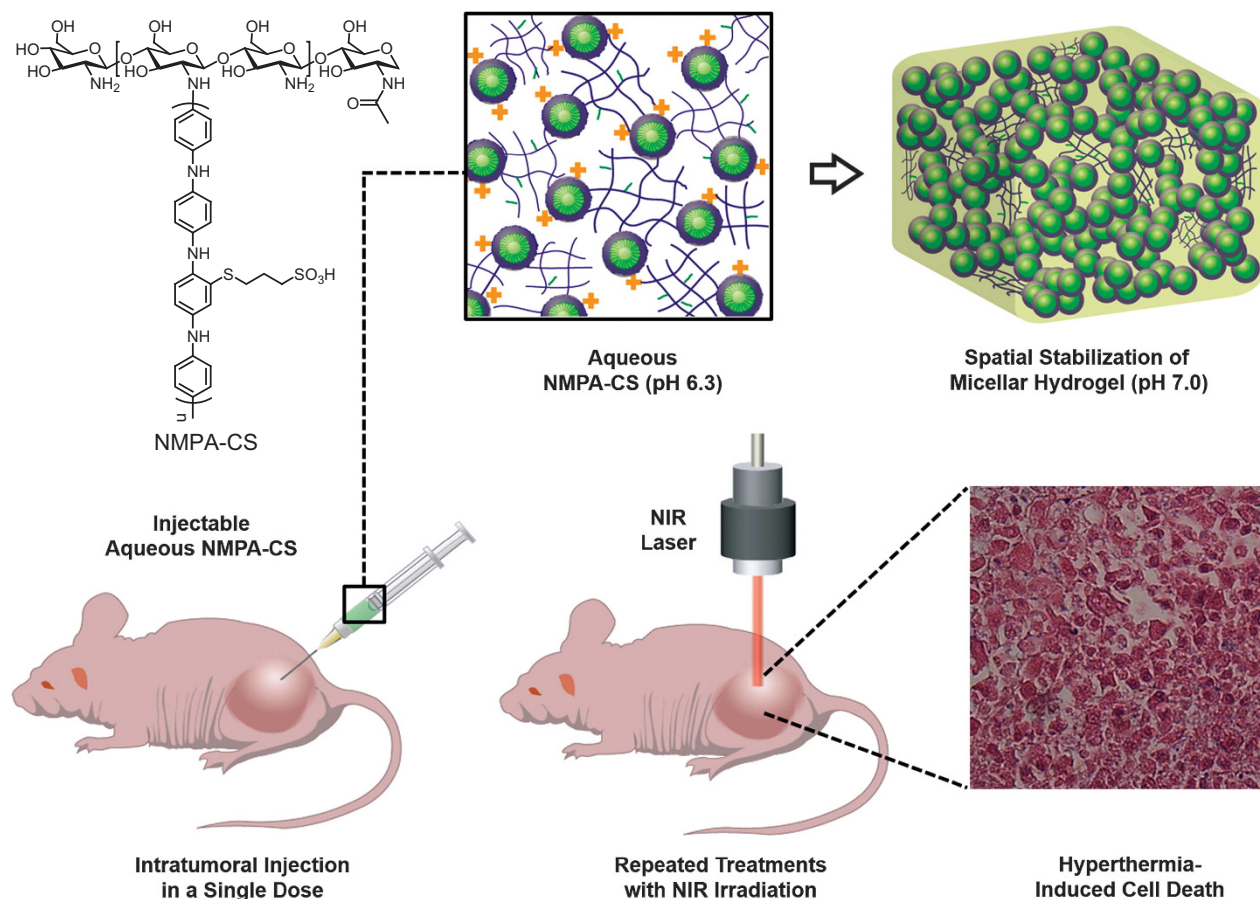 OH
OH
OH
OH
HO
HO
O
O
O
O
O
O
O
HO
HO
HO
NH2
NH
NH2
NH
O
NH
NH
NH
S
SO3H
NH
n
NMPA-CS
Aqueous
NMPA-CS (pH 6.3)
Spatial Stabilization of
Micellar Hydrogel (pH 7.0)
Injectable
Aqueous NMPA-CS
NIR
Laser
Intratumoral Injection
in a Single Dose
Repeated Treatments
with NIR Irradiation
Hyperthermia-
Induced Cell Death